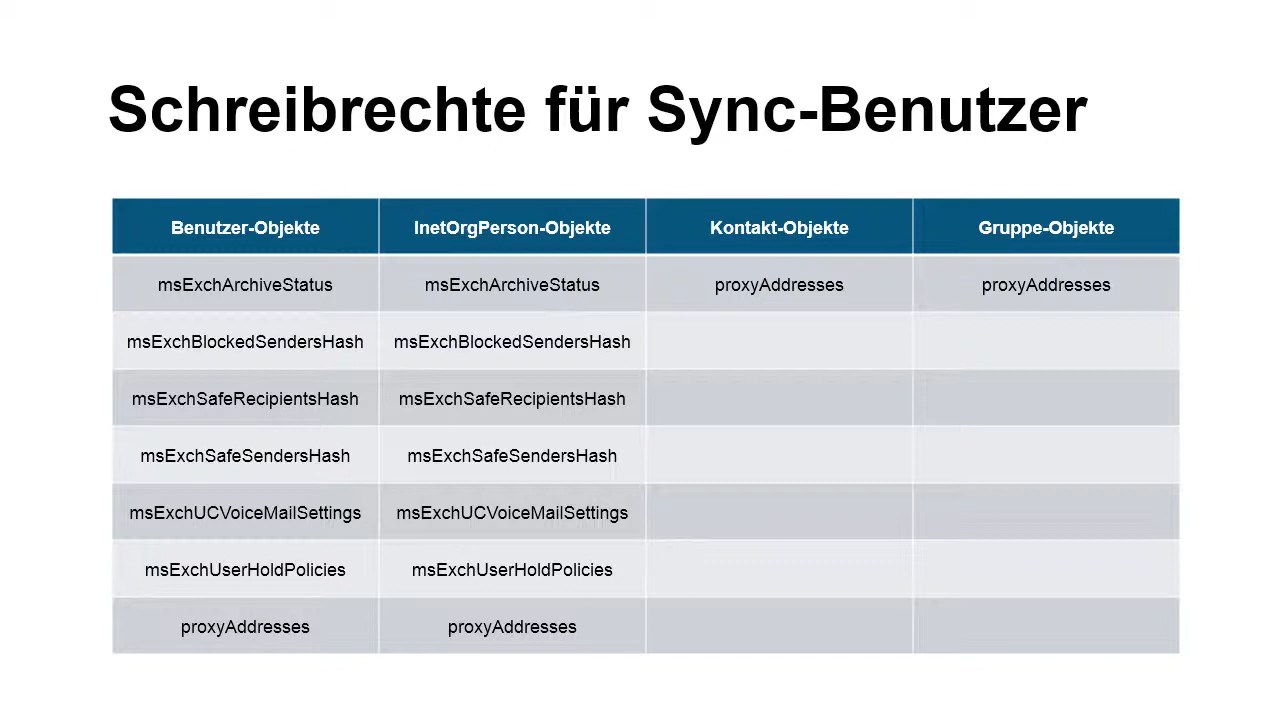 Schreibrechte für Sync-Benutzer
Benutzer-Objekte InetOrgPerson-Objekte Kontakt-Objekte Gruppe-Objekte
msExchArchiveStatus msExchArchiveStatus proxyAddresses proxyAddresses
msExchBlockedSendersHash msExchBlockedSendersHash
msExchSafeRecipientsHash msExchSafeRecipientsHash
msExchSafeSendersHash msExchSafeSendersHash
msExchUCVoiceMailSettings msExchUCVoiceMailSettings
msExchUserHoldPolicies msExchUserHoldPolicies
proxyAddresses proxyAddresses